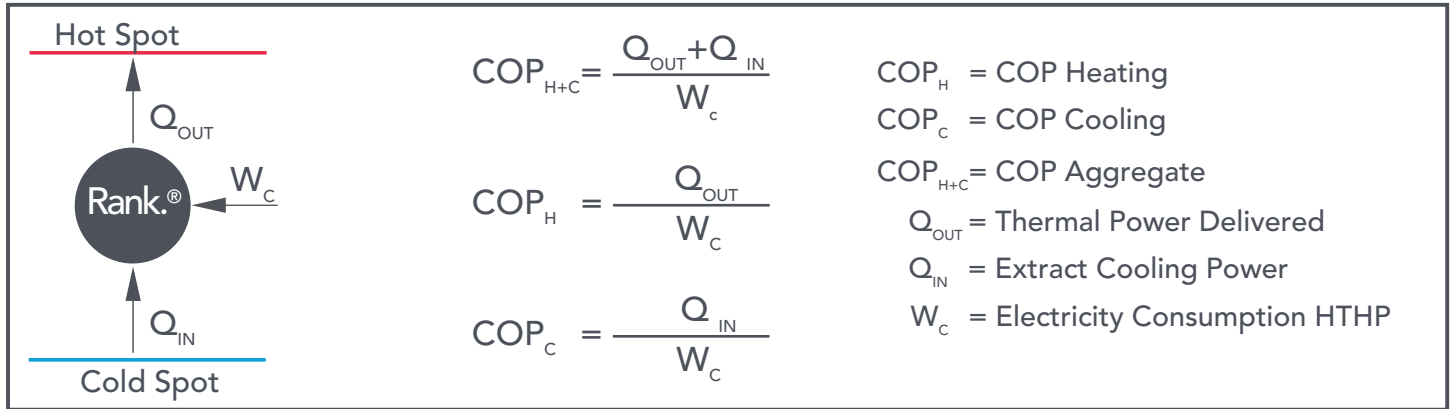 Hot Spot
Q_OUT
Rank.®
W_C
Q_IN
Cold Spot
COP_H+C = Q_OUT+Q_IN / W_c
COP_H = Q_OUT / W_C
COP_C = Q_IN / W_C
COP_H = COP Heating
COP_C = COP Cooling
COP_H+C = COP Aggregate
Q_OUT = Thermal Power Delivered
Q_IN = Extract Cooling Power
W_C = Electricity Consumption HTHP